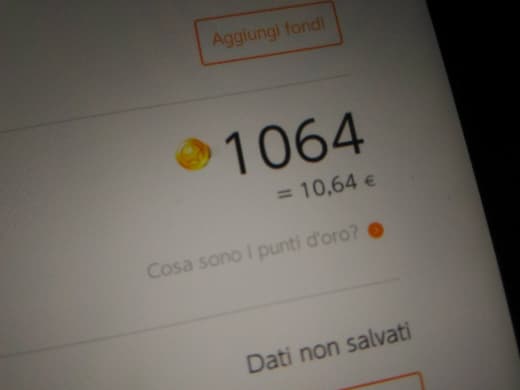 Aggiungi fondi
1064
= 10,64 €
Cosa sono i punti d'oro?
Dati non salvati